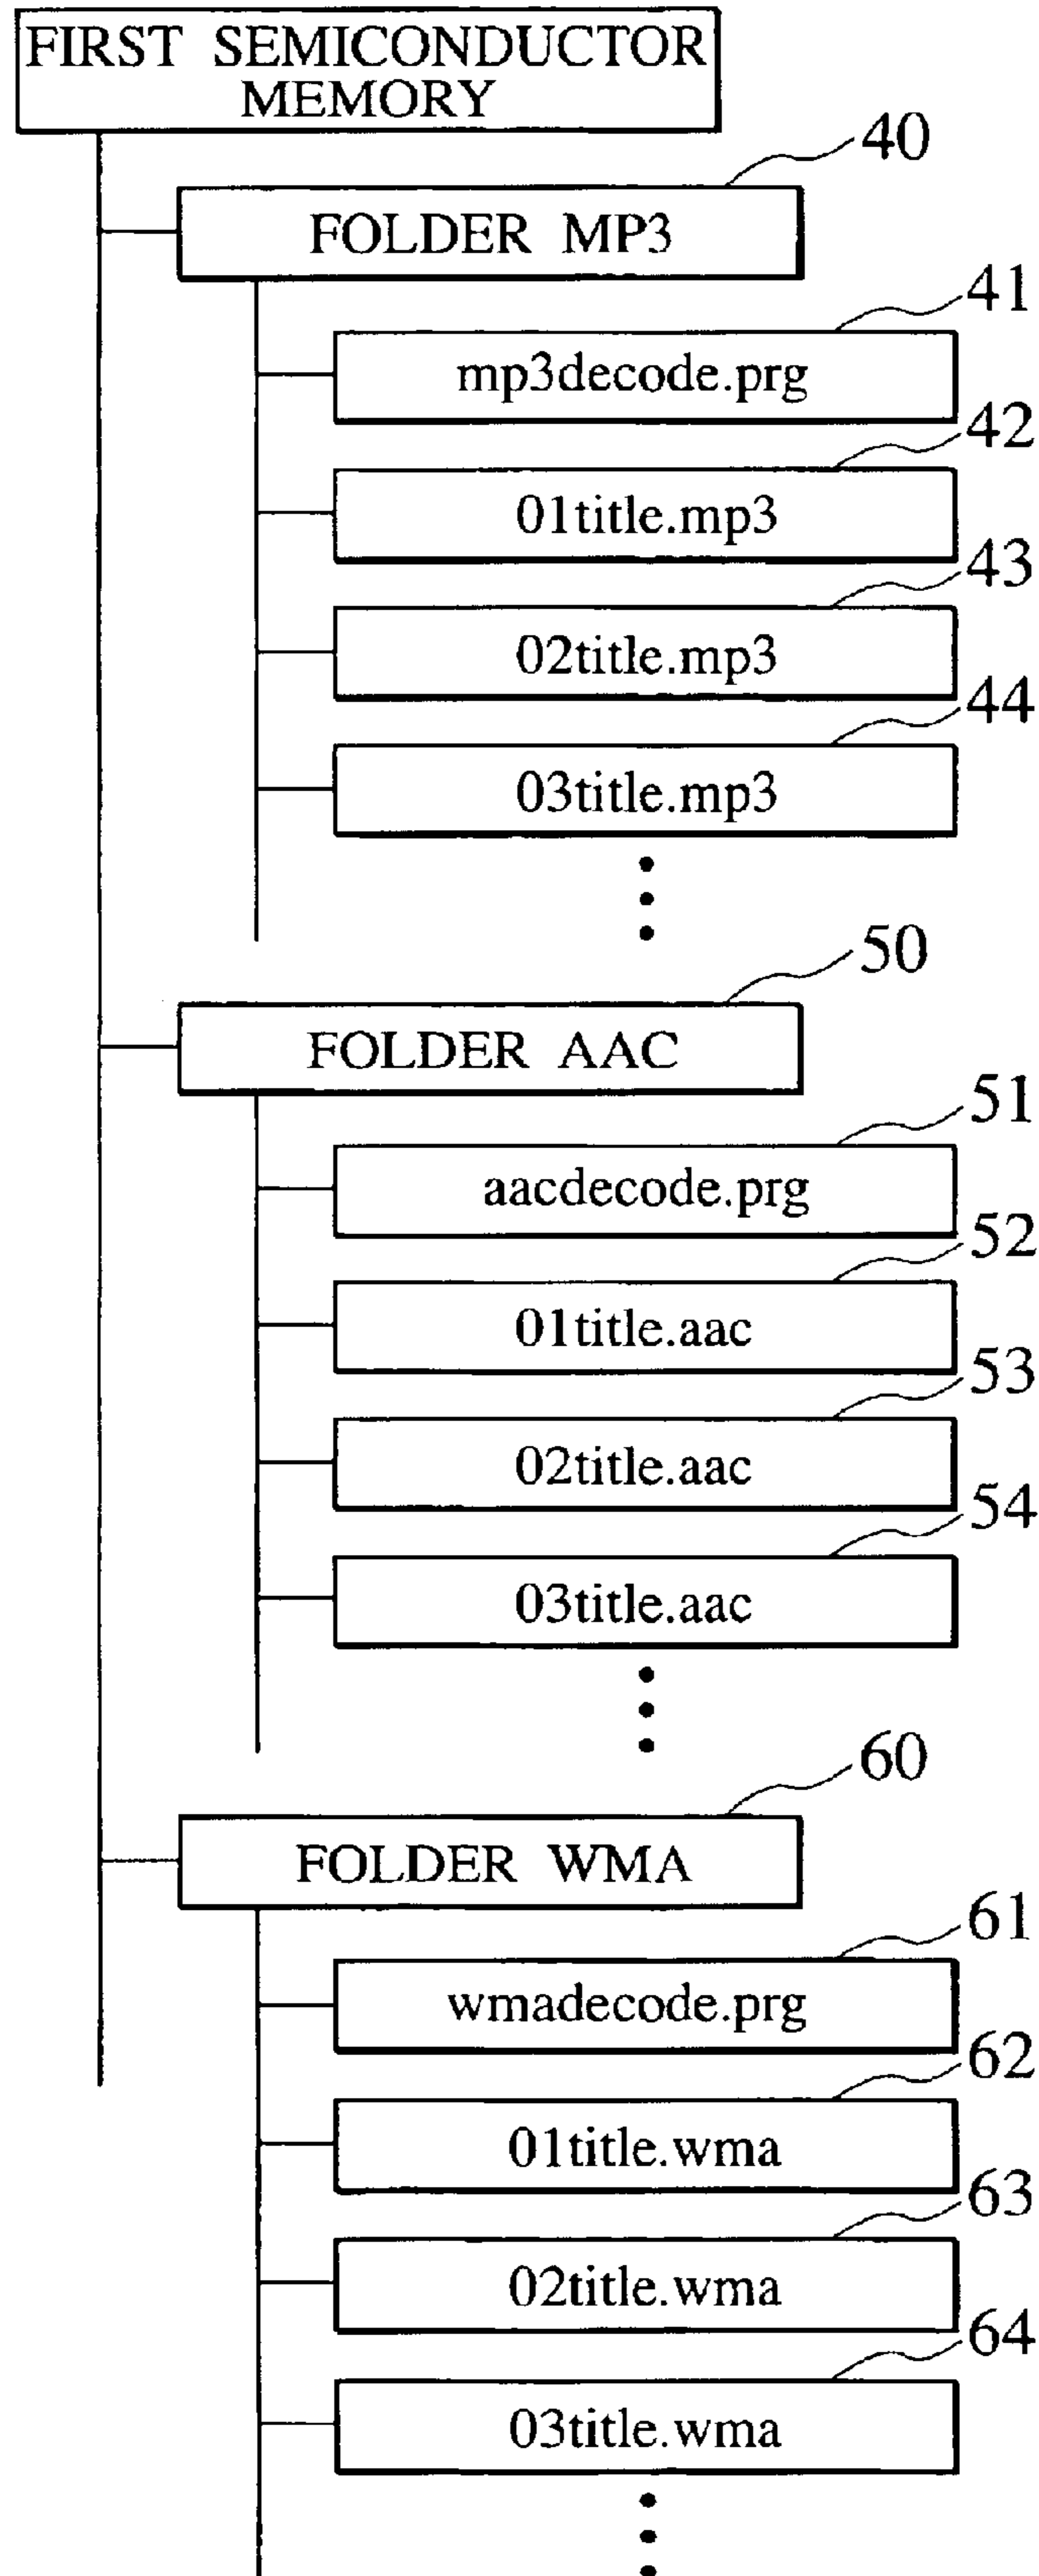 FIRST SEMICONDUCTOR
MEMORY
40
FOLDER MP3
41
mp3decode.prg
42
01title.mp3
43
02title.mp3
44
03title.mp3
50
FOLDER AAC
51
aacdecode.prg
52
01title.aac
53
02title.aac
54
03title.aac
60
FOLDER WMA
61
wmadecode.prg
62
01title.wma
63
02title.wma
64
03title.wma